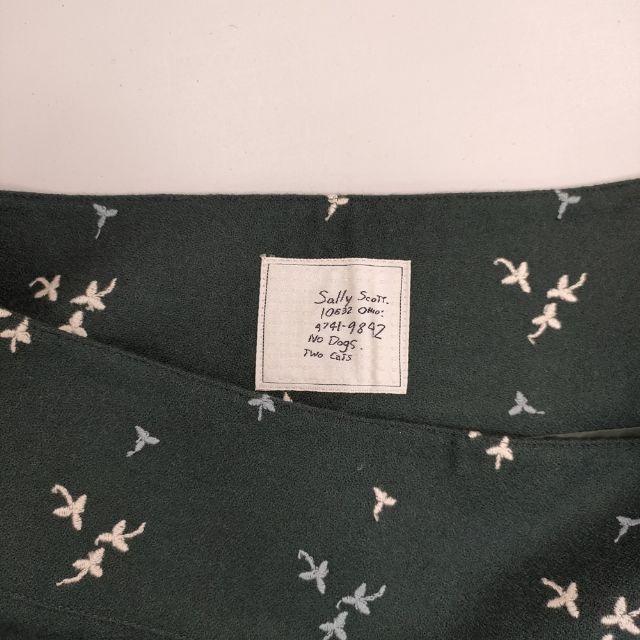 Sally Scott.
10632 Ohio.
4741-9842
No Dogs.
Two Cats